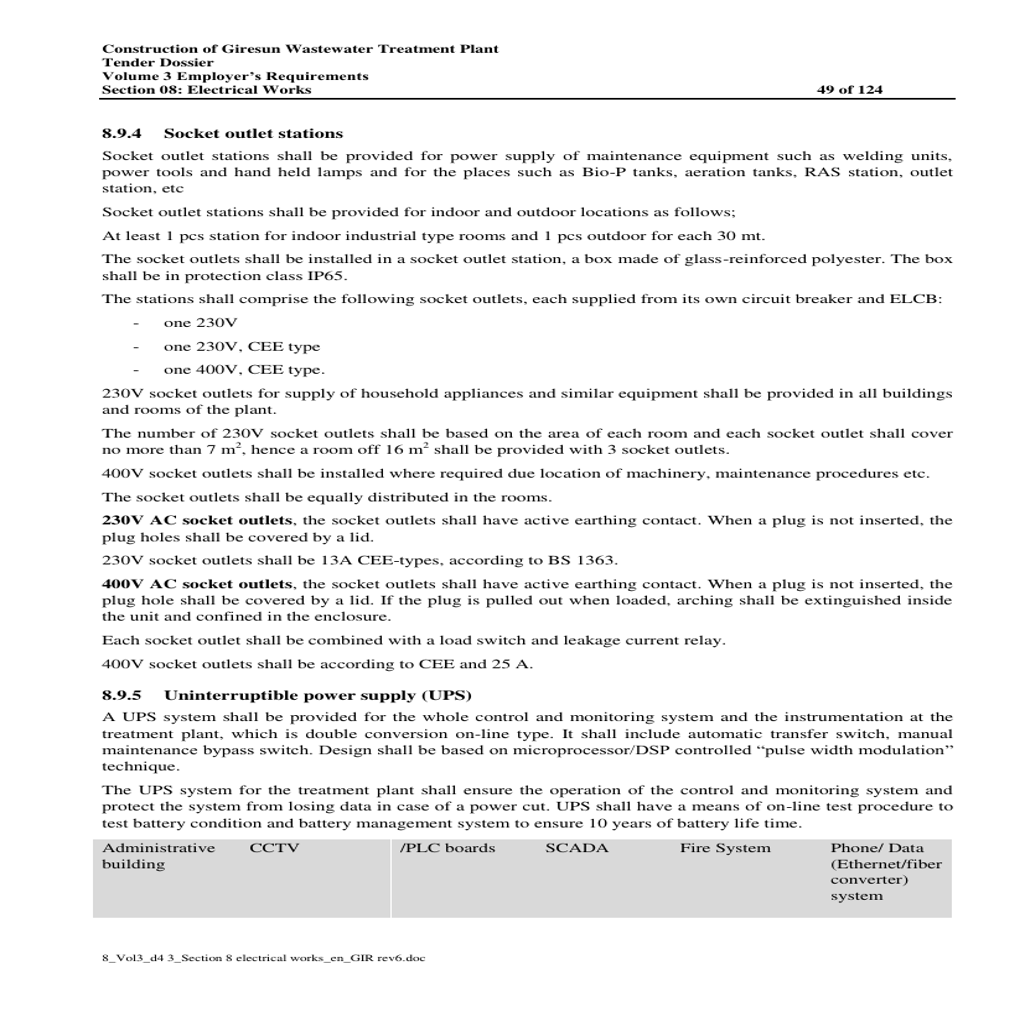 Construction of Giresun Wastewater Treatment Plant
Tender Dossier
Volume 3 Employer's Requirements
Section 08: Electrical Works 49 of 124
8.9.4 Socket outlet stations
Socket outlet stations shall be provided for power supply of maintenance equipment such as welding units,
power tools and hand held lamps and for the places such as Bio-P tanks, aeration tanks, RAS station, outlet
station, etc
Socket outlet stations shall be provided for indoor and outdoor locations as follows;
At least 1 pcs station for indoor industrial type rooms and 1 pcs outdoor for each 30 mt.
The socket outlets shall be installed in a socket outlet station, a box made of glass-reinforced polyester. The box
shall be in protection class IP65.
The stations shall comprise the following socket outlets, each supplied from its own circuit breaker and ELCB:
- one 230V
- one 230V, CEE type
- one 400V, CEE type.
230V socket outlets for supply of household appliances and similar equipment shall be provided in all buildings
and rooms of the plant.
The number of 230V socket outlets shall be based on the area of each room and each socket outlet shall cover
no more than 7 m², hence a room off 16 m² shall be provided with 3 socket outlets.
400V socket outlets shall be installed where required due location of machinery, maintenance procedures etc.
The socket outlets shall be equally distributed in the rooms.
230V AC socket outlets, the socket outlets shall have active earthing contact. When a plug is not inserted, the
plug holes shall be covered by a lid.
230V socket outlets shall be 13A CEE-types, according to BS 1363.
400V AC socket outlets, the socket outlets shall have active earthing contact. When a plug is not inserted, the
plug hole shall be covered by a lid. If the plug is pulled out when loaded, arching shall be extinguished inside
the unit and confined in the enclosure.
Each socket outlet shall be combined with a load switch and leakage current relay.
400V socket outlets shall be according to CEE and 25 A.
8.9.5 Uninterruptible power supply (UPS)
A UPS system shall be provided for the whole control and monitoring system and the instrumentation at the
treatment plant, which is double conversion on-line type. It shall include automatic transfer switch, manual
maintenance bypass switch. Design shall be based on microprocessor/DSP controlled “pulse width modulation”
technique.
The UPS system for the treatment plant shall ensure the operation of the control and monitoring system and
protect the system from losing data in case of a power cut. UPS shall have a means of on-line test procedure to
test battery condition and battery management system to ensure 10 years of battery life time.
Administrative CCTV /PLC boards SCADA Fire System Phone/ Data
building (Ethernet/fiber
converter)
system
8_Vol3_d4 3_Section 8 electrical works_en_GIR rev6.doc